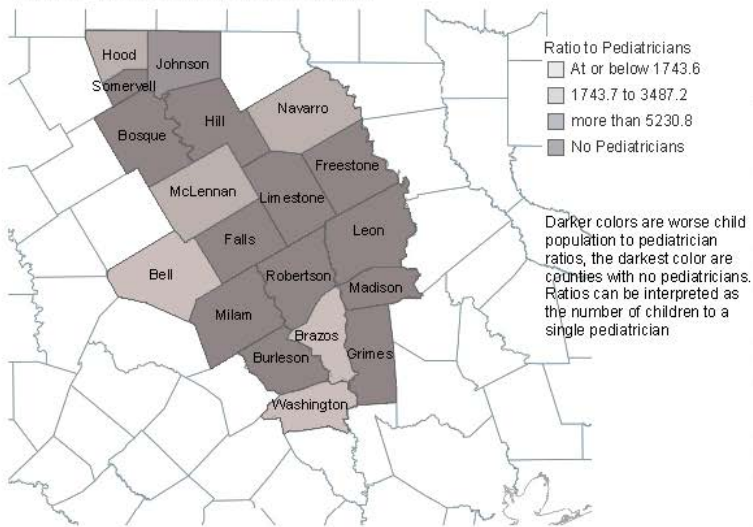 Hood
Johnson
Somervell
Navarro
Hill
Bosque
Freestone
McLennan
Limestone
Leon
Falls
Bell
Robertson
Madison
Milam
Brazos
Burleson
Grimes
Washington
Ratio to Pediatricians
At or below 1743.6
1743.7 to 3487.2
more than 5230.8
No Pediatricians
Darker colors are worse child
population to pediatrician
ratios, the darkest color are
counties with no pediatricians.
Ratios can be interpreted as
the number of children to a
single pediatrician